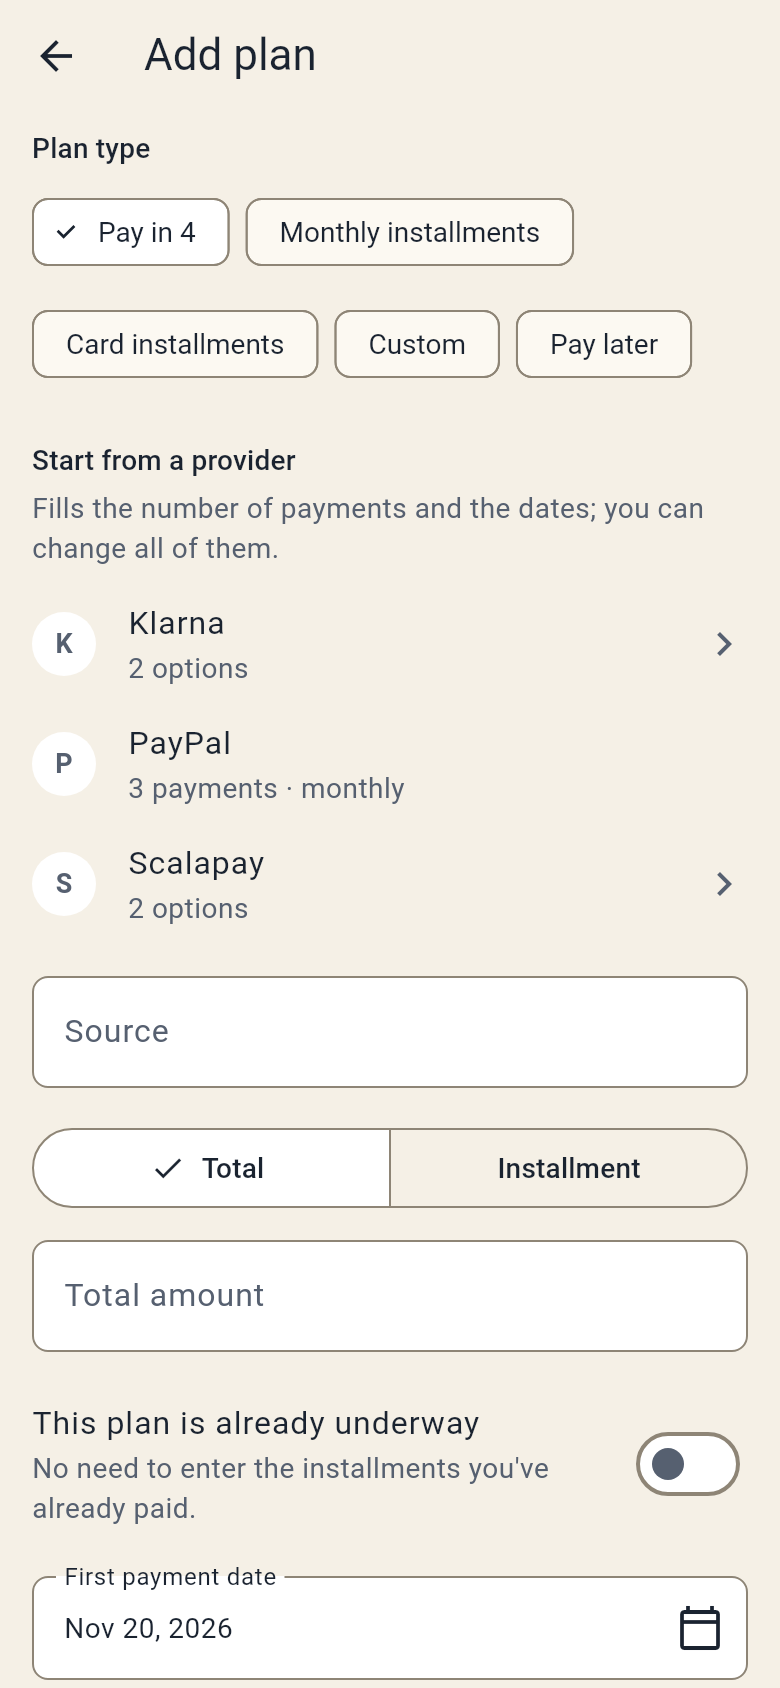 Add plan
Plan type
Pay in 4
Monthly installments
Card installments
Custom
Pay later
Start from a provider
Fills the number of payments and the dates; you can
change all of them.
K
Klarna
2 options
P
PayPal
3 payments · monthly
S
Scalapay
2 options
Source
Total
Installment
Total amount
This plan is already underway
No need to enter the installments you've
already paid.
First payment date
Nov 20, 2026